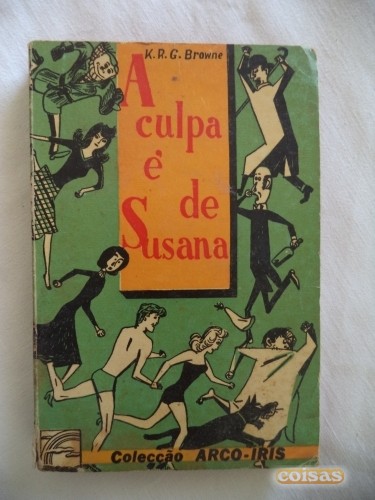 K.R.G. Browne
A
culpa
é
de
Susana
Colecção ARCO-IRIS
coisas